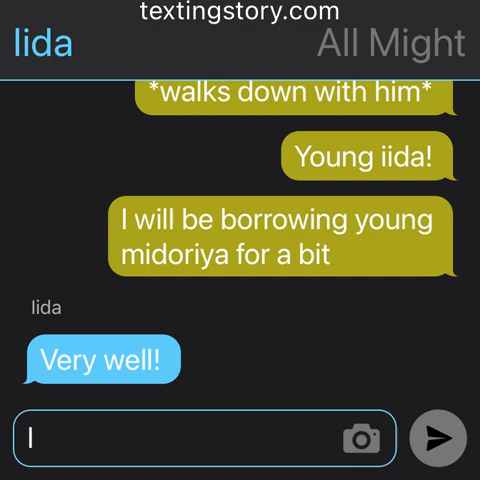 textingstory.com
Iida
All Might
*walks down with him*
Young iida!
I will be borrowing young
midoriya for a bit
Iida
Very well!
I